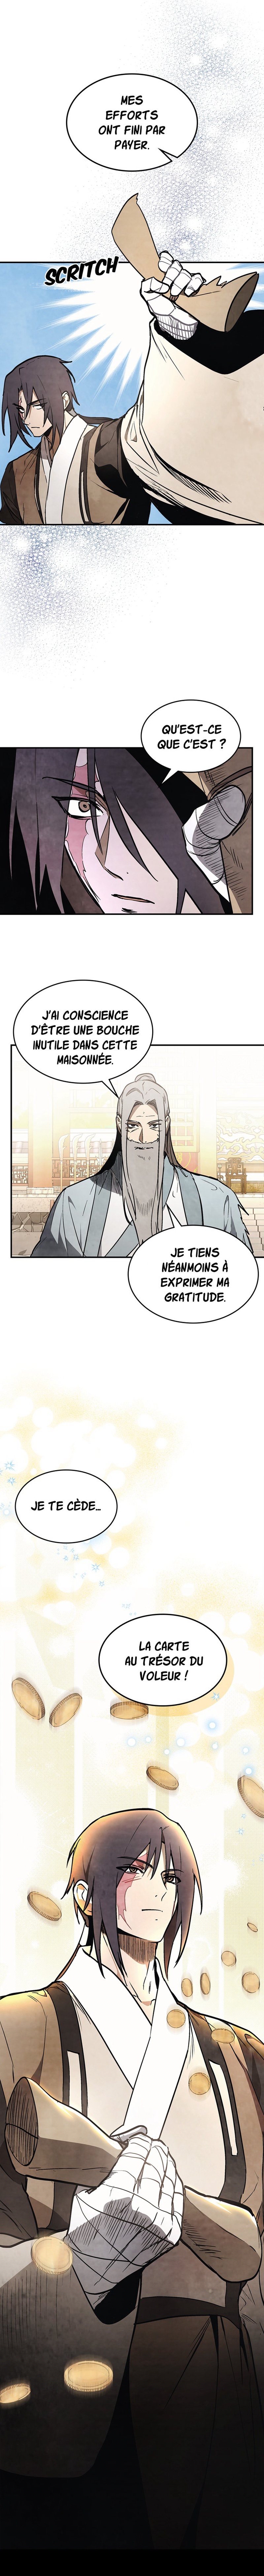 MES
EFFORTS
ONT FINI PAR
PAYER.
SCRITCH
QU'EST-CE
QUE C'EST ?
J'AI CONSCIENCE
D'ÊTRE UNE BOUCHE
INUTILE DANS CETTE
MAISONNÉE.
JE TIENS
NÉANMOINS À
EXPRIMER MA
GRATITUDE.
JE TE CÈDE...
LA CARTE
AU TRÉSOR DU
VOLEUR !